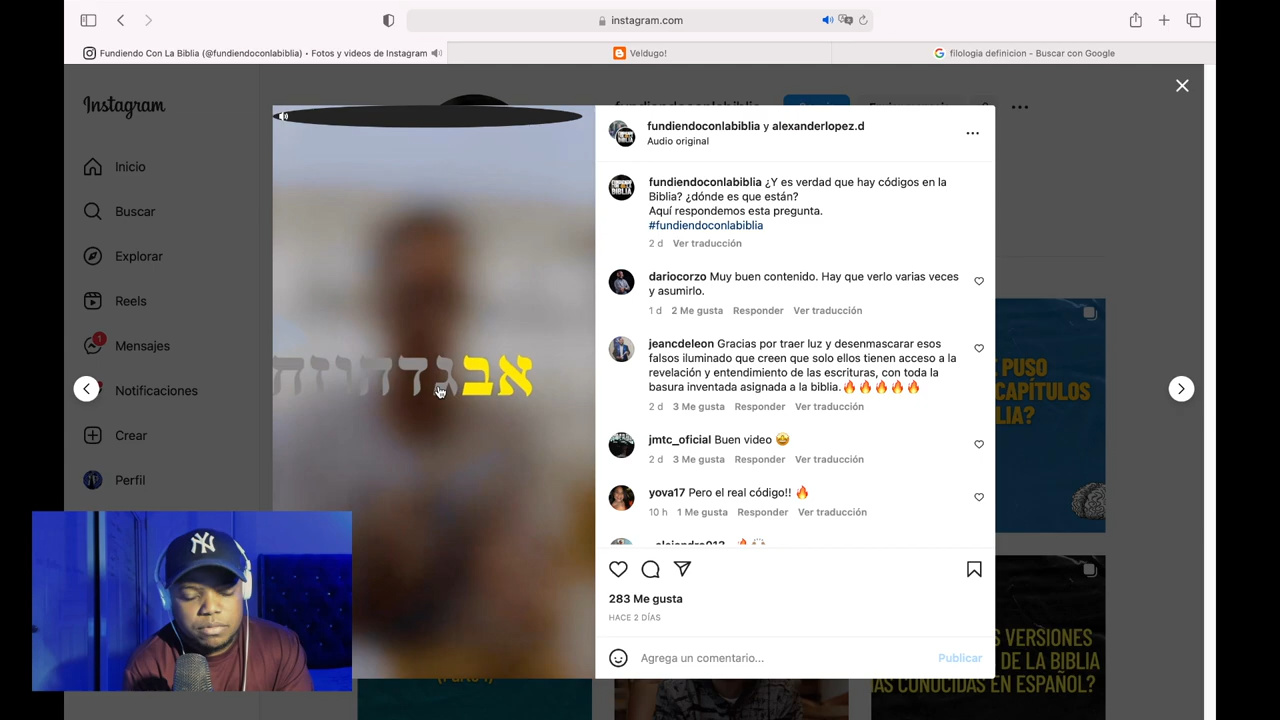 instagram.com
Fundiendo Con La Biblia (@fundiendoconlabiblia) • Fotos y videos de Instagram
Veldugo!
filologia definicion - Buscar con Google
Instagram
Inicio
Buscar
Explorar
Reels
1
Mensajes
Notificaciones
Crear
Perfil
אבגדהויזח
fundiendoconlabiblia y alexanderlopez.d
Audio original
fundiendoconlabiblia ¿Y es verdad que hay códigos en la
Biblia? ¿dónde es que están?
Aquí respondemos esta pregunta.
#fundiendoconlabiblia
2 d Ver traducción
dariocorzo Muy buen contenido. Hay que verlo varias veces
y asumirlo.
1 d 2 Me gusta Responder Ver traducción
jeancdeleon Gracias por traer luz y desenmascarar esos
falsos iluminado que creen que solo ellos tienen acceso a la
revelación y entendimiento de las escrituras, con toda la
basura inventada asignada a la biblia.🔥🔥🔥🔥🔥
2 d 3 Me gusta Responder Ver traducción
jmtc_oficial Buen video 🤩
2 d 3 Me gusta Responder Ver traducción
yova17 Pero el real código!! 🔥
10 h 1 Me gusta Responder Ver traducción
283 Me gusta
HACE 2 DÍAS
Agrega un comentario...
Publicar
PUSO
CAPÍTULOS
BLIA?
VERSIONES
DE LA BIBLIA
ÁS CONOCIDAS EN ESPAÑOL?
NY